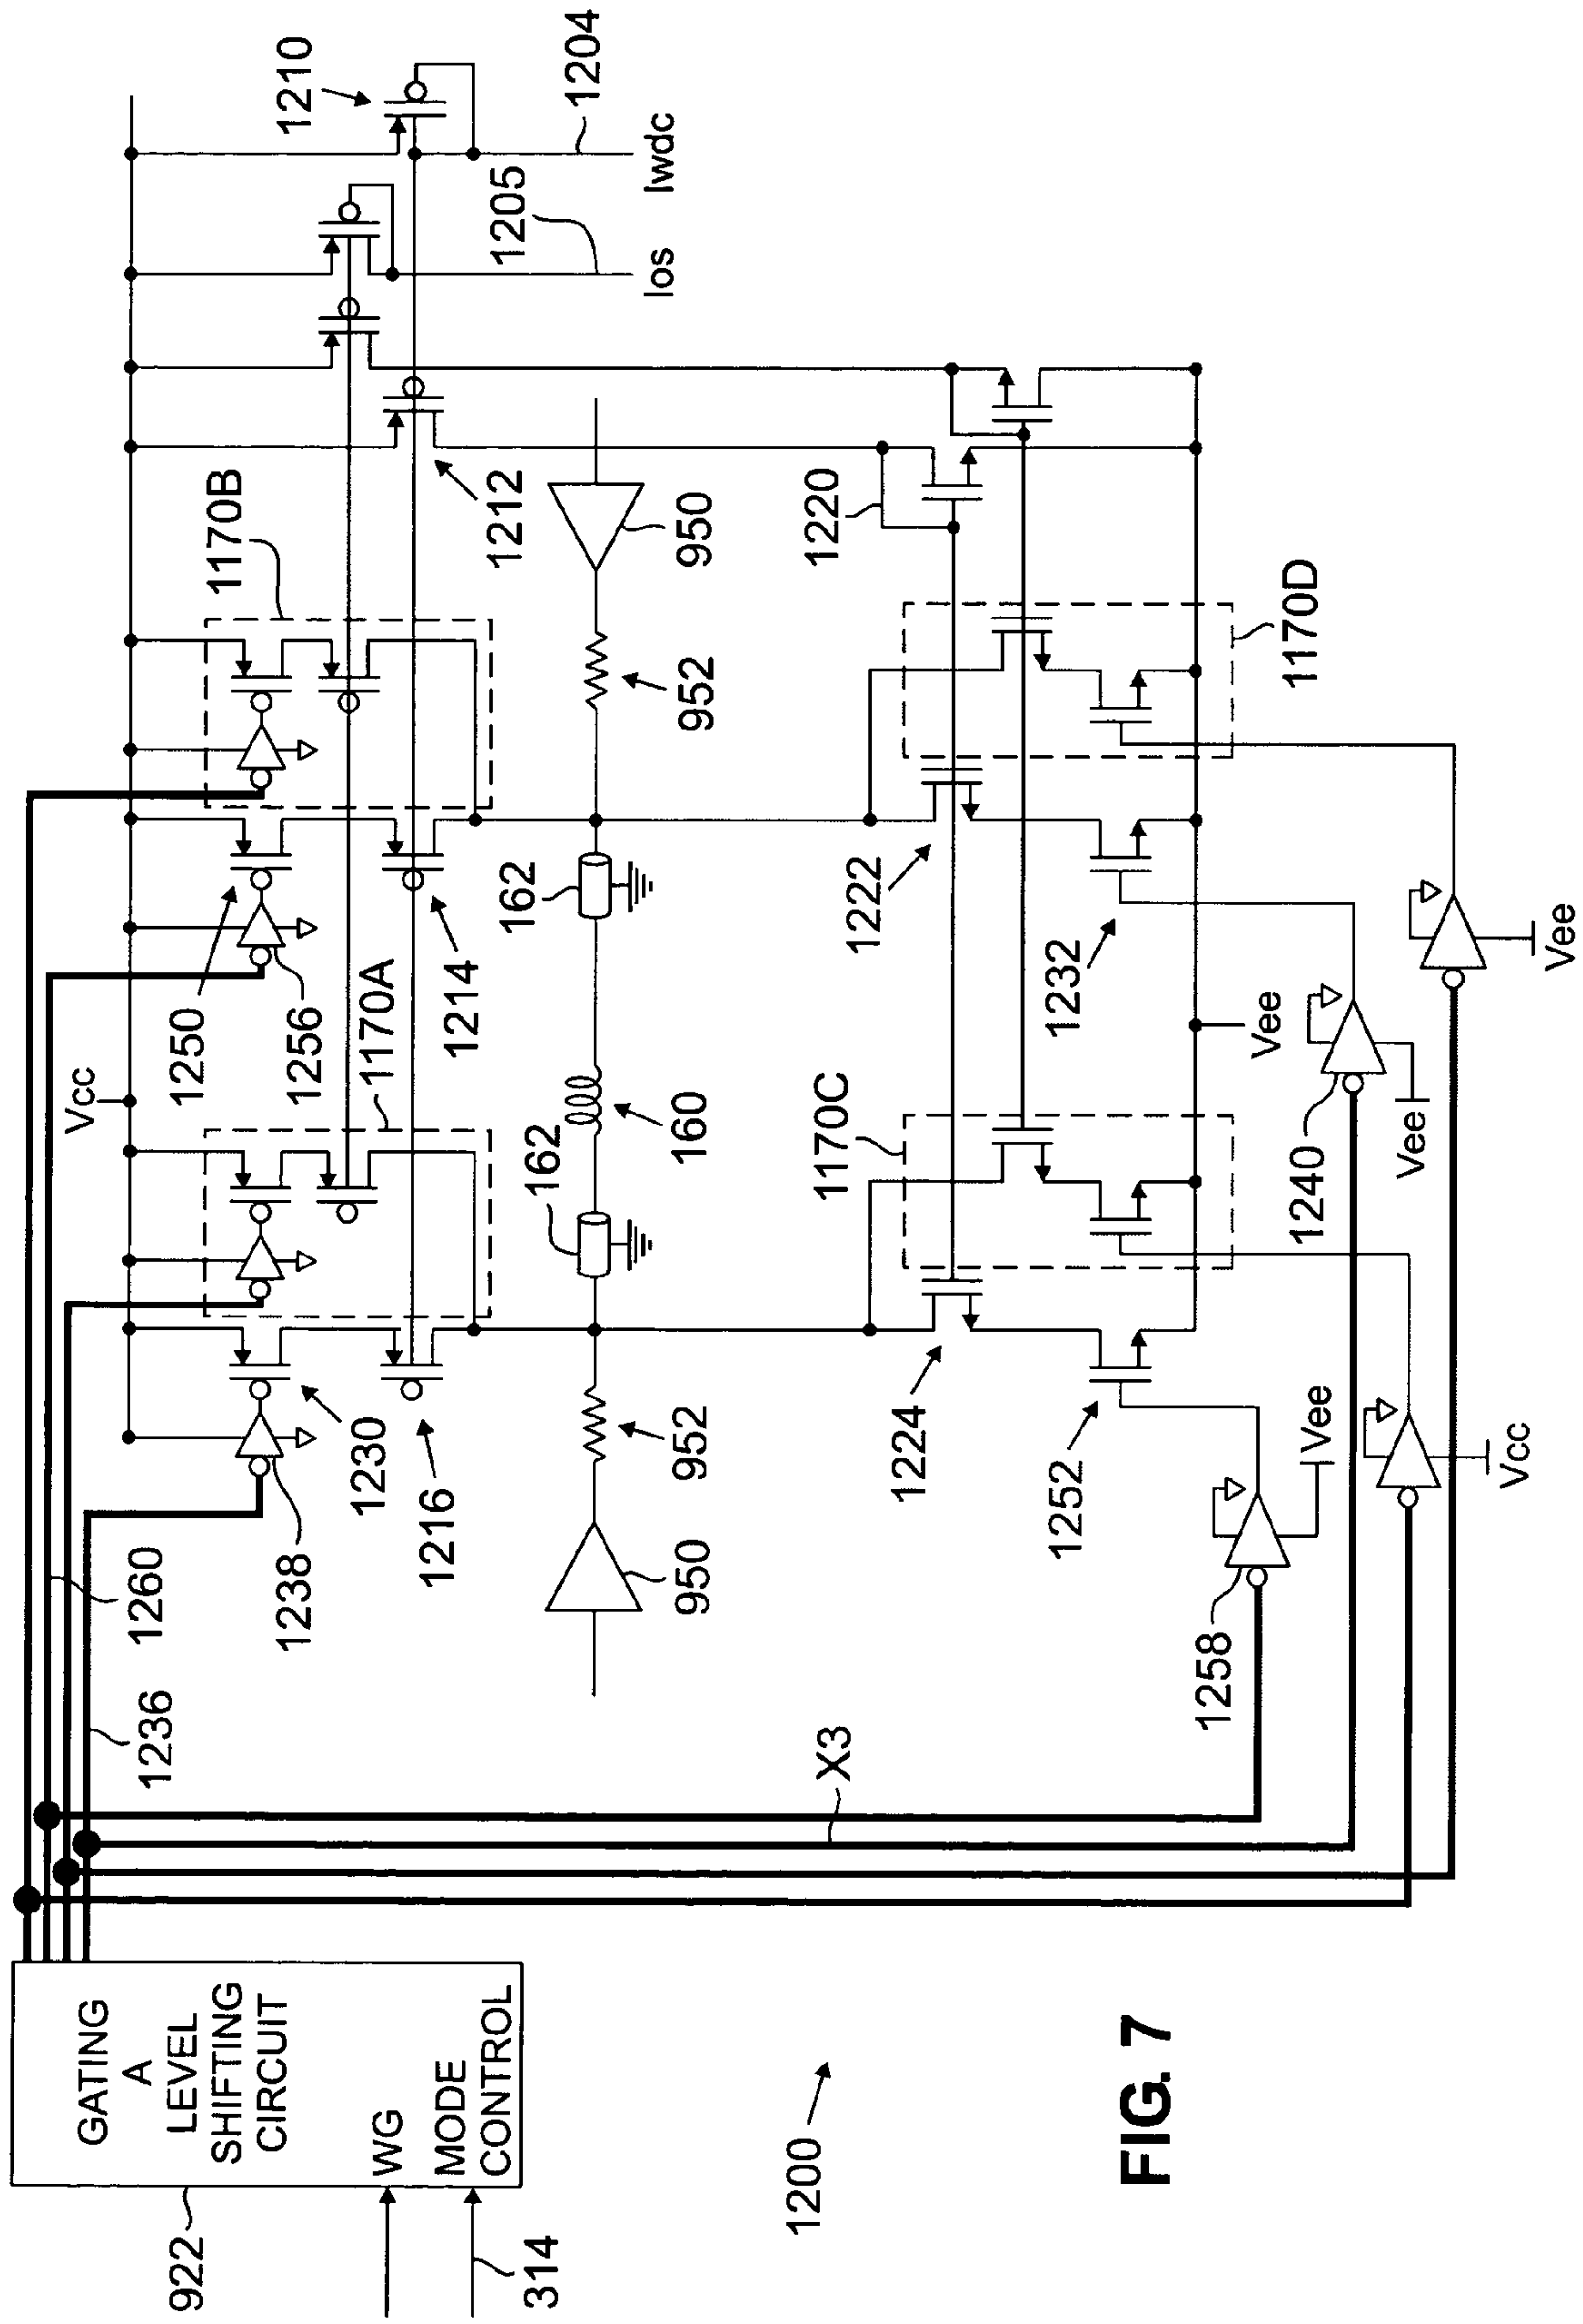 922
GATING
A
LEVEL
SHIFTING
CIRCUIT
WG
MODE
CONTROL
314
1236
1260
Vcc
1238
1230
1216
1170A
1250
1256
1214
1170B
1212
1210
1204
Iwdc
1205
Ios
950
952
162
160
162
952
950
X3
1224
1252
1258
Vee
1170C
1222
1232
1220
1170D
Vee
1240
Vee
Vee
Vcc
1200
FIG. 7